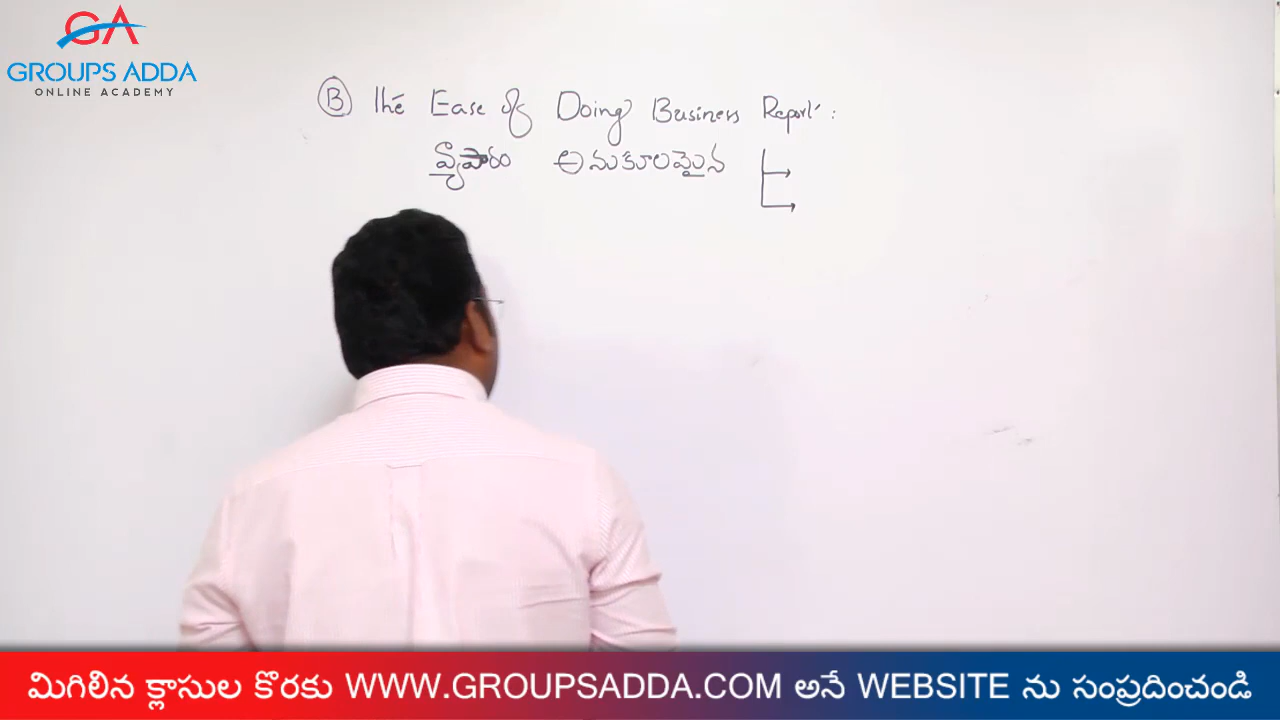 GA
GROUPS ADDA
ONLINE ACADEMY
B The Ease of Doing Business Report :
వ్యాపారం అనుకూలమైన
మిగిలిన క్లాసుల కొరకు WWW.GROUPSADDA.COM అనే WEBSITE ను సంప్రదించండి